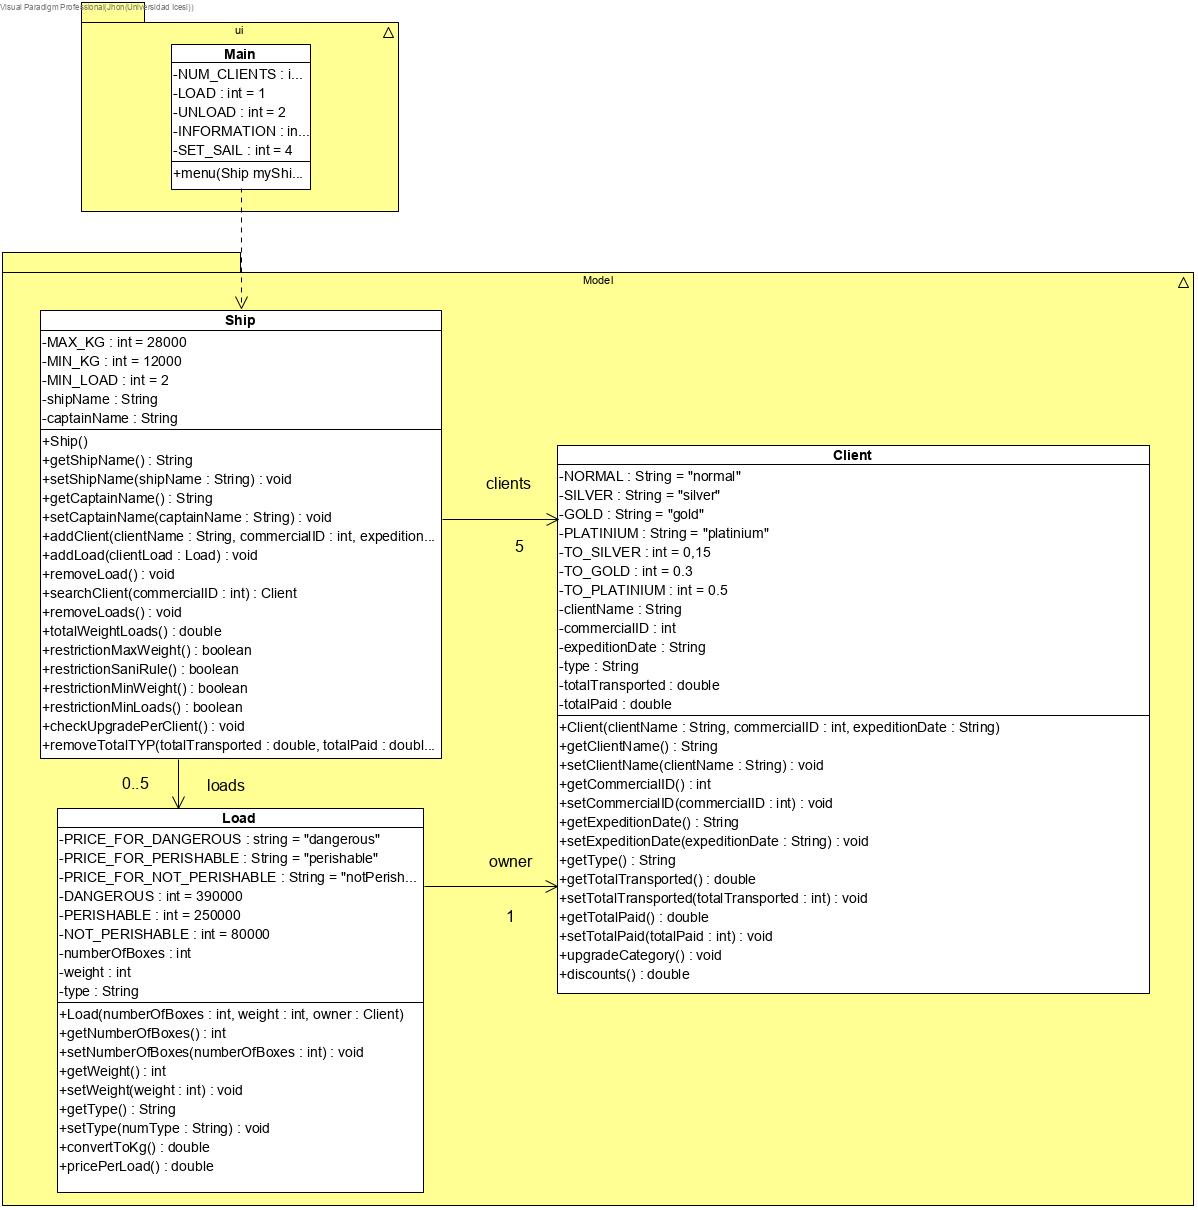 Visual Paradigm Professional(Jhon(Universidad Icesi))
ui
Main
-NUM_CLIENTS : i...
-LOAD : int = 1
-UNLOAD : int = 2
-INFORMATION : in...
-SET_SAIL : int = 4
+menu(Ship myShi...
Model
Ship
-MAX_KG : int = 28000
-MIN_KG : int = 12000
-MIN_LOAD : int = 2
-shipName : String
-captainName : String
+Ship()
+getShipName() : String
+setShipName(shipName : String) : void
+getCaptainName() : String
+setCaptainName(captainName : String) : void
+addClient(clientName : String, commercialID : int, expedition...
+addLoad(clientLoad : Load) : void
+removeLoad() : void
+searchClient(commercialID : int) : Client
+removeLoads() : void
+totalWeightLoads() : double
+restrictionMaxWeight() : boolean
+restrictionSaniRule() : boolean
+restrictionMinWeight() : boolean
+restrictionMinLoads() : boolean
+checkUpgradePerClient() : void
+removeTotalTYP(totalTransported : double, totalPaid : doubl...
clients
5
Client
-NORMAL : String = "normal"
-SILVER : String = "silver"
-GOLD : String = "gold"
-PLATINIUM : String = "platinium"
-TO_SILVER : int = 0,15
-TO_GOLD : int = 0.3
-TO_PLATINIUM : int = 0.5
-clientName : String
-commercialID : int
-expeditionDate : String
-type : String
-totalTransported : double
-totalPaid : double
+Client(clientName : String, commercialID : int, expeditionDate : String)
+getClientName() : String
+setClientName(clientName : String) : void
+getCommercialID() : int
+setCommercialID(commercialID : int) : void
+getExpeditionDate() : String
+setExpeditionDate(expeditionDate : String) : void
+getType() : String
+getTotalTransported() : double
+setTotalTransported(totalTransported : int) : void
+getTotalPaid() : double
+setTotalPaid(totalPaid : int) : void
+upgradeCategory() : void
+discounts() : double
0..5
loads
Load
-PRICE_FOR_DANGEROUS : string = "dangerous"
-PRICE_FOR_PERISHABLE : String = "perishable"
-PRICE_FOR_NOT_PERISHABLE : String = "notPerish...
-DANGEROUS : int = 390000
-PERISHABLE : int = 250000
-NOT_PERISHABLE : int = 80000
-numberOfBoxes : int
-weight : int
-type : String
+Load(numberOfBoxes : int, weight : int, owner : Client)
+getNumberOfBoxes() : int
+setNumberOfBoxes(numberOfBoxes : int) : void
+getWeight() : int
+setWeight(weight : int) : void
+getType() : String
+setType(numType : String) : void
+convertToKg() : double
+pricePerLoad() : double
owner
1